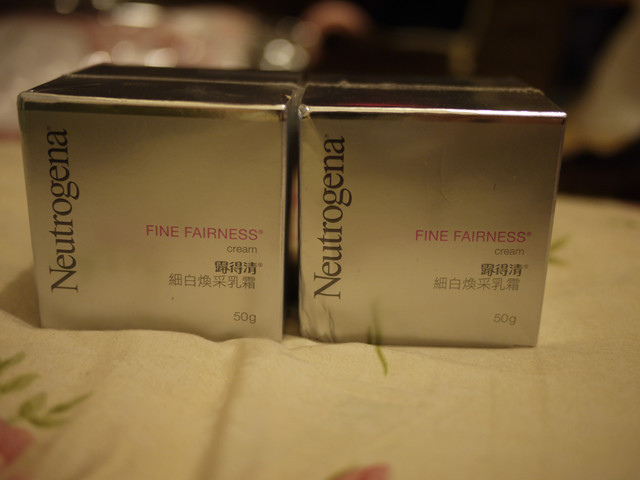 Neutrogena®
FINE FAIRNESS®
cream
露得清®
細白煥采乳霜
50g
Neutrogena®
FINE FAIRNESS®
cream
露得清®
細白煥采乳霜
50g